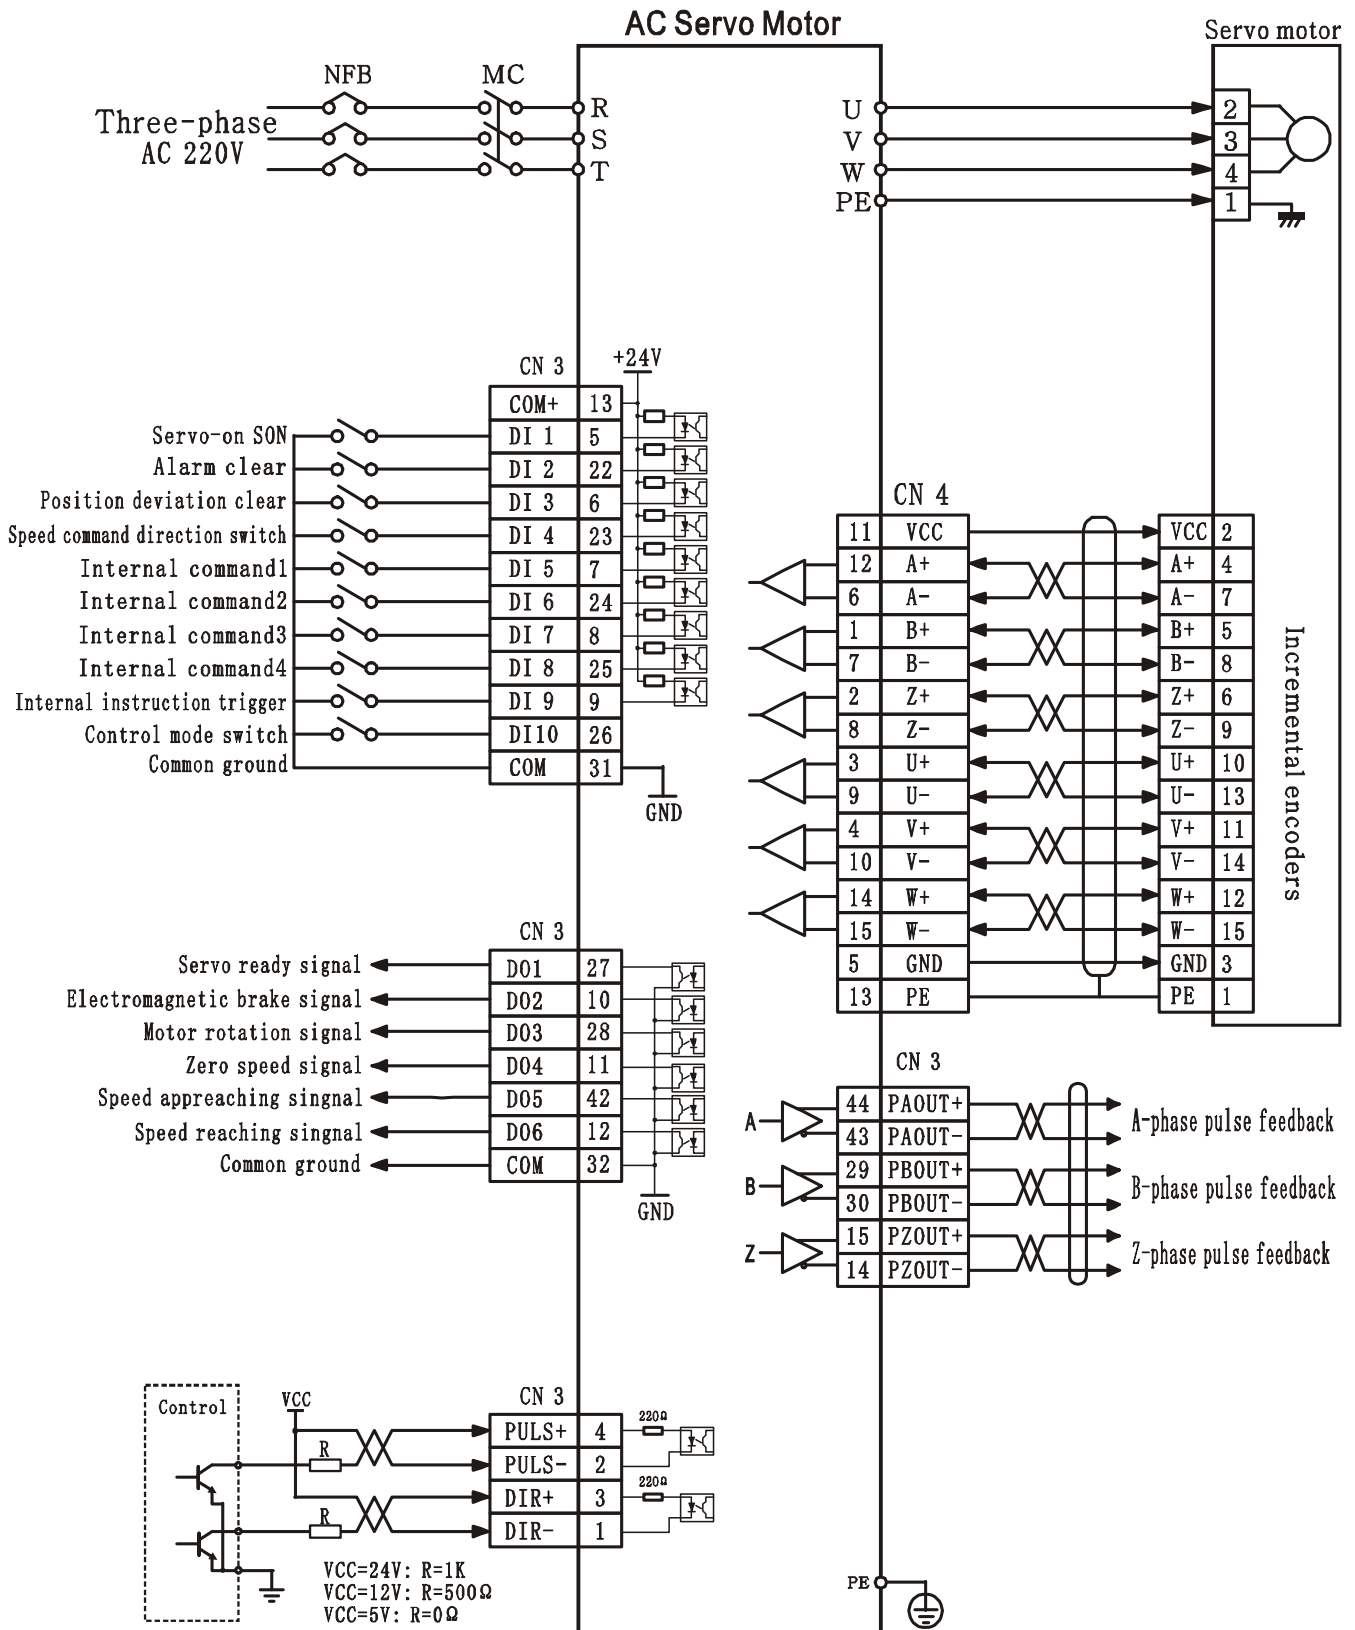 AC Servo Motor
Servo motor
NFB MC
Three-phase
AC 220V
R
S
T
U
V
W
PE
2
3
4
1
CN 3 +24V
COM+ 13
Servo-on SON DI 1 5
Alarm clear DI 2 22
Position deviation clear DI 3 6
Speed command direction switch DI 4 23
Internal command1 DI 5 7
Internal command2 DI 6 24
Internal command3 DI 7 8
Internal command4 DI 8 25
Internal instruction trigger DI 9 9
Control mode switch DI10 26
Common ground COM 31
GND
CN 4
11 VCC VCC 2
12 A+ A+ 4
6 A- A- 7
1 B+ B+ 5
7 B- B- 8
2 Z+ Z+ 6
8 Z- Z- 9
3 U+ U+ 10
9 U- U- 13
4 V+ V+ 11
10 V- V- 14
14 W+ W+ 12
15 W- W- 15
5 GND GND 3
13 PE PE 1
Incremental encoders
CN 3
Servo ready signal DO1 27
Electromagnetic brake signal DO2 10
Motor rotation signal DO3 28
Zero speed signal DO4 11
Speed appreaching singnal DO5 42
Speed reaching singnal DO6 12
Common ground COM 32
GND
CN 3
A 44 PAOUT+
43 PAOUT-
A-phase pulse feedback
B 29 PBOUT+
30 PBOUT-
B-phase pulse feedback
Z 15 PZOUT+
14 PZOUT-
Z-phase pulse feedback
Control VCC CN 3
PULS+ 4 220Ω
R PULS- 2
DIR+ 3 220Ω
R DIR- 1
VCC=24V: R=1K
VCC=12V: R=500Ω
VCC=5V: R=0Ω
PE